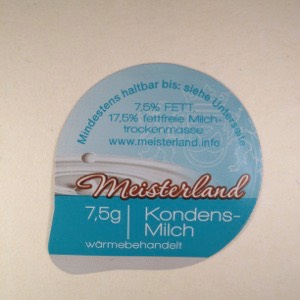 Mindestens haltbar bis: siehe Unterseite
7,5% FETT
17,5% fettfreie Milch-
trockenmasse
www.meisterland.info
Meisterland
7,5g
Kondens-
Milch
wärmebehandelt